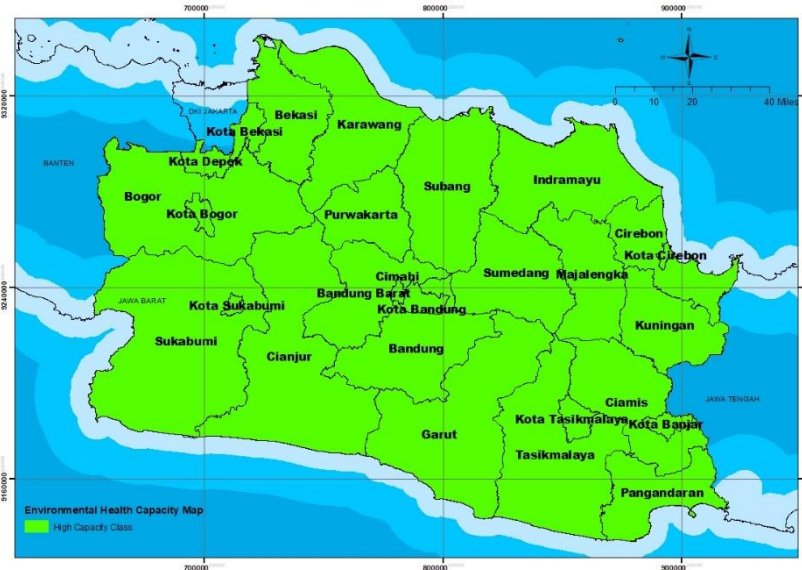 700000
800000
900000
N
W
E
S
0 10 20 40 Miles
9320000
DKI JAKARTA
Bekasi
Karawang
Kota Bekasi
BANTEN
Kota Depok
Bogor
Subang
Indramayu
Kota Bogor
Purwakarta
Cirebon
Kota Cirebon
Cimahi
Sumedang
Majalengka
9240000
JAWA BARAT
Kota Sukabumi
Bandung Barat
Kota Bandung
Kuningan
Sukabumi
Cianjur
Bandung
Ciamis
JAWA TENGAH
Kota Tasikmalaya
Kota Banjar
Garut
Tasikmalaya
9160000
Pangandaran
Environmental Health Capacity Map
High Capacity Class
700000
800000
900000